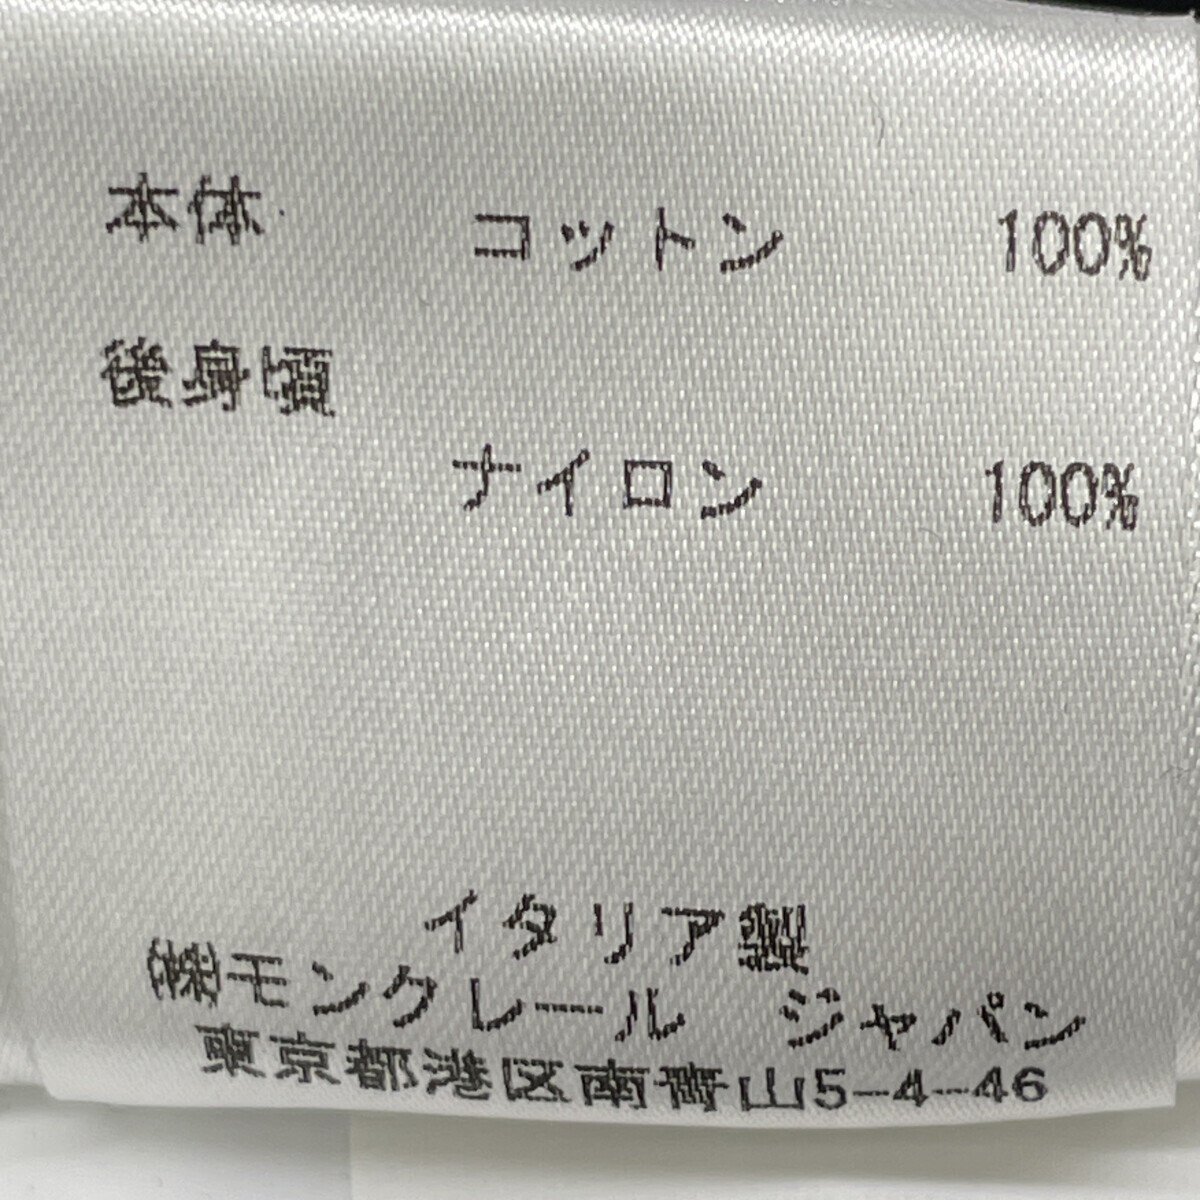 本体 コットン 100%
後身頃
ナイロン 100%
イタリア製
㈱モンクレール ジャパン
東京都港区南青山5-4-46